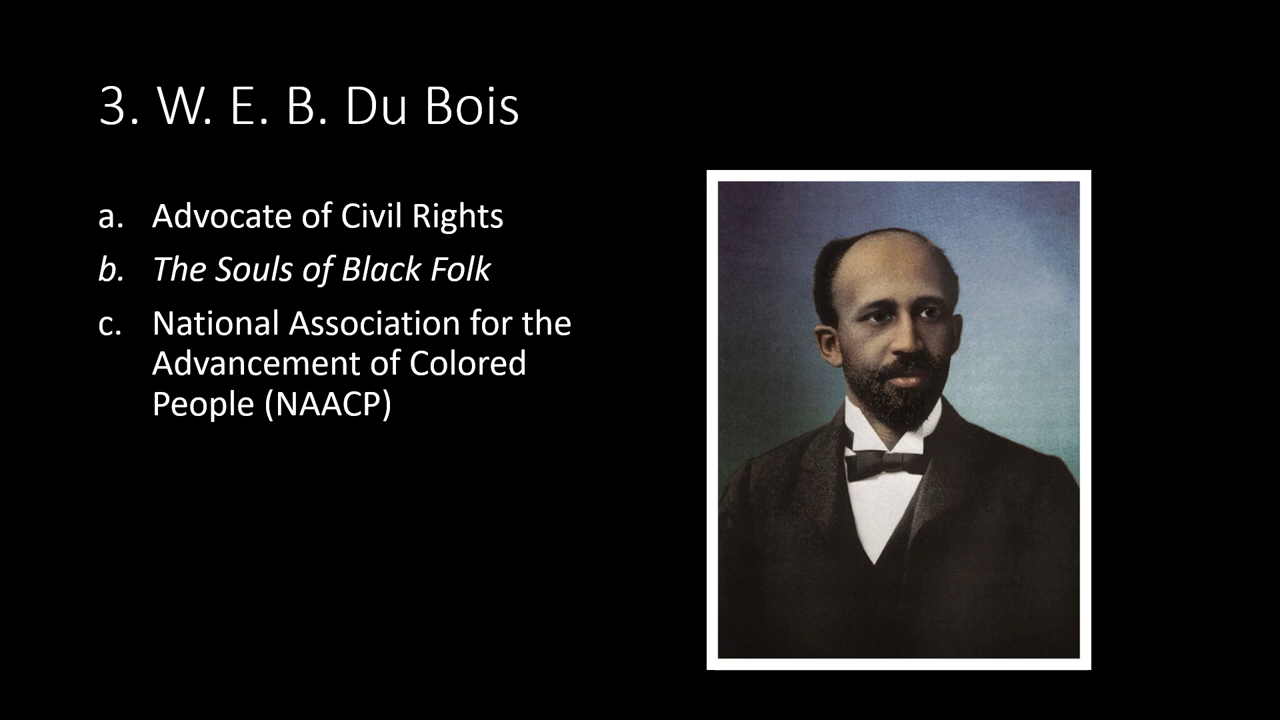 3. W. E. B. Du Bois
a. Advocate of Civil Rights
b. The Souls of Black Folk
c. National Association for the
Advancement of Colored
People (NAACP)